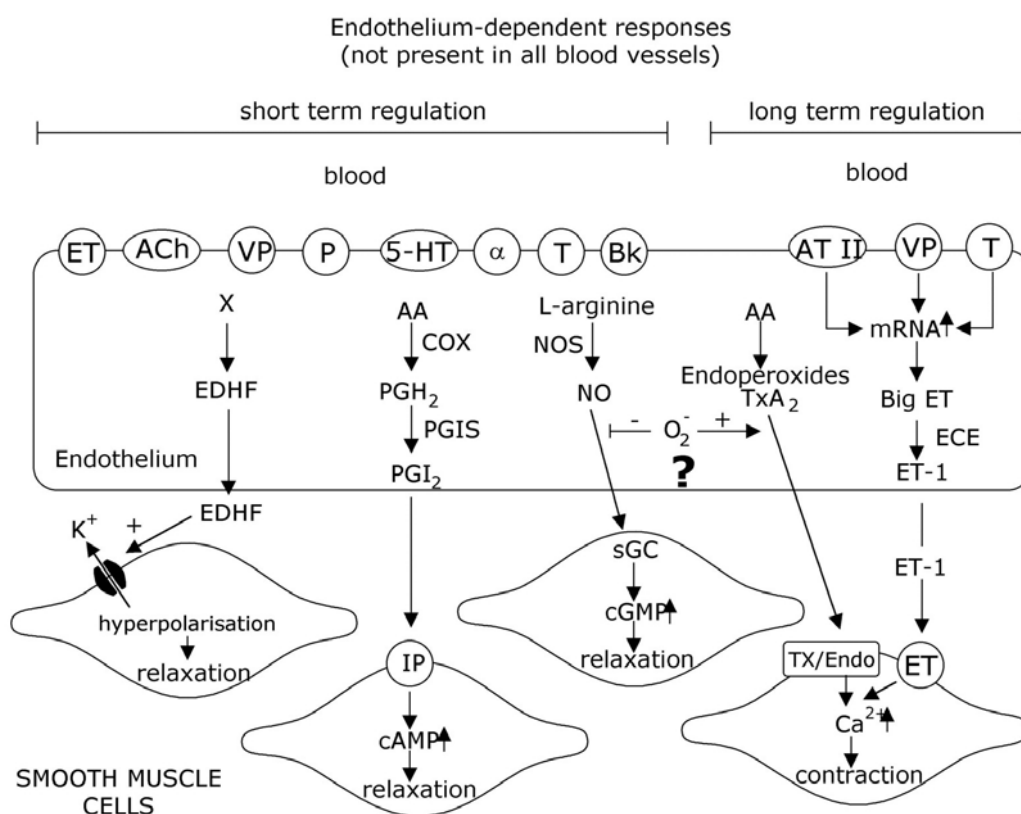 Endothelium-dependent responses
(not present in all blood vessels)
short term regulation
long term regulation
blood
blood
ET ACh VP P 5-HT α T Bk AT II VP T
X
AA
L-arginine
AA
mRNA
COX
NOS
EDHF
PGH₂
NO
Endoperoxides
TxA₂
Big ET
PGIS
- O₂⁻ +
ECE
Endothelium
PGI₂
?
ET-1
EDHF
K⁺ +
sGC
ET-1
hyperpolarisation
cGMP
relaxation
IP
relaxation
TX/Endo
ET
cAMP
Ca²⁺
relaxation
contraction
SMOOTH MUSCLE
CELLS